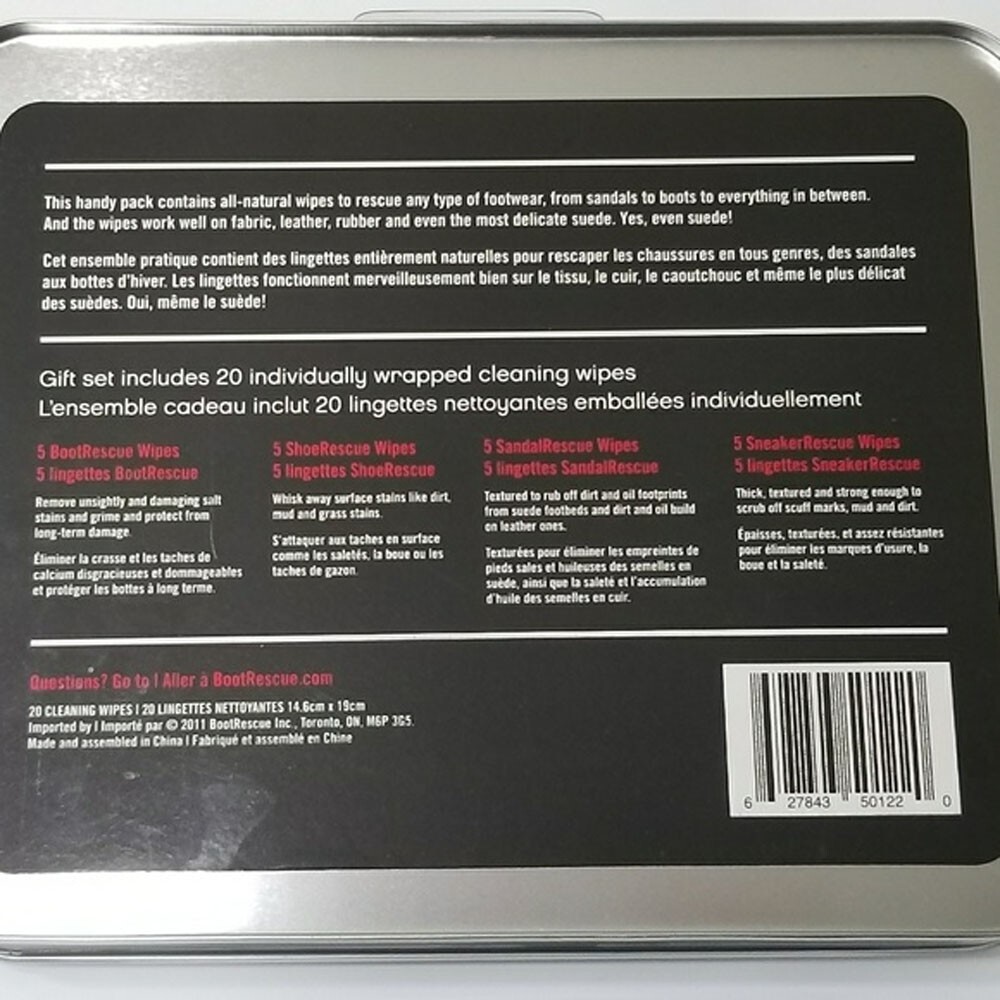 This handy pack contains all-natural wipes to rescue any type of footwear, from sandals to boots to everything in between.
And the wipes work well on fabric, leather, rubber and even the most delicate suede. Yes, even suede!
Cet ensemble pratique contient des lingettes entièrement naturelles pour rescaper les chaussures en tous genres, des sandales
aux bottes d'hiver. Les lingettes fonctionnent merveilleusement bien sur le tissu, le cuir, le caoutchouc et même le plus délicat
des suèdes. Oui, même le suède!
Gift set includes 20 individually wrapped cleaning wipes
L'ensemble cadeau inclut 20 lingettes nettoyantes emballées individuellement
5 BootRescue Wipes
5 lingettes BootRescue
Remove unsightly and damaging salt
stains and grime and protect from
long-term damage.
Éliminer la crasse et les taches de
calcium disgracieuses et dommageables
et protéger les bottes à long terme.
5 ShoeRescue Wipes
5 lingettes ShoeRescue
Whisk away surface stains like dirt,
mud and grass stains.
S'attaquer aux taches en surface
comme les saletés, la boue ou les
taches de gazon.
5 SandalRescue Wipes
5 lingettes SandalRescue
Textured to rub off dirt and oil footprints
from suede footbeds and dirt and oil build
on leather ones.
Texturées pour éliminer les empreintes de
pieds sales et huileuses des semelles en
suède, ainsi que la saleté et l'accumulation
d'huile des semelles en cuir.
5 SneakerRescue Wipes
5 lingettes SneakerRescue
Thick, textured and strong enough to
scrub off scuff marks, mud and dirt.
Épaisses, texturées, et assez résistantes
pour éliminer les marques d'usure, la
boue et la saleté.
Questions? Go to | Aller à BootRescue.com
20 CLEANING WIPES | 20 LINGETTES NETTOYANTES 14.6cm x 19cm
Imported by | Importé par © 2011 BootRescue Inc., Toronto, ON, M6P 3G5.
Made and assembled in China | Fabriqué et assemblé en Chine
6 27843 50122 0